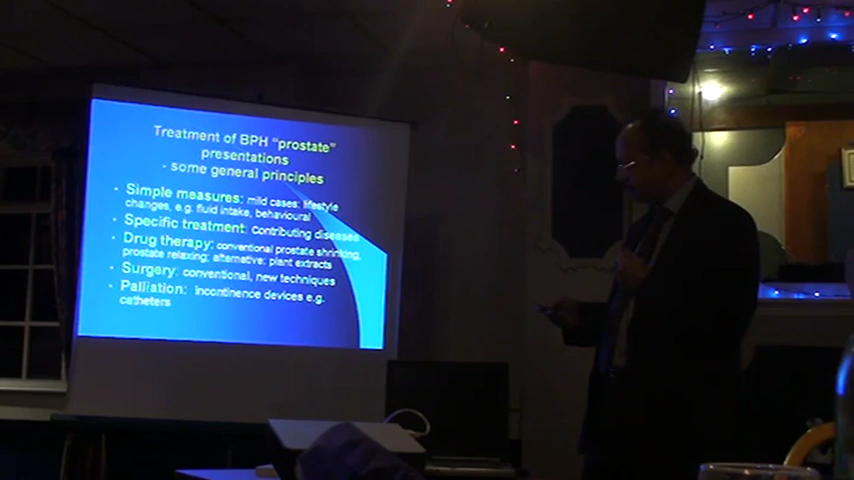 Treatment of BPH "prostate"
presentations
- some general principles
• Simple measures: mild cases: lifestyle
changes, e.g. fluid intake, behavioural
• Specific treatment: Contributing diseases
• Drug therapy: conventional prostate shrinking,
prostate relaxing: alternative: plant extracts
• Surgery: conventional, new techniques
• Palliation: incontinence devices e.g.
catheters